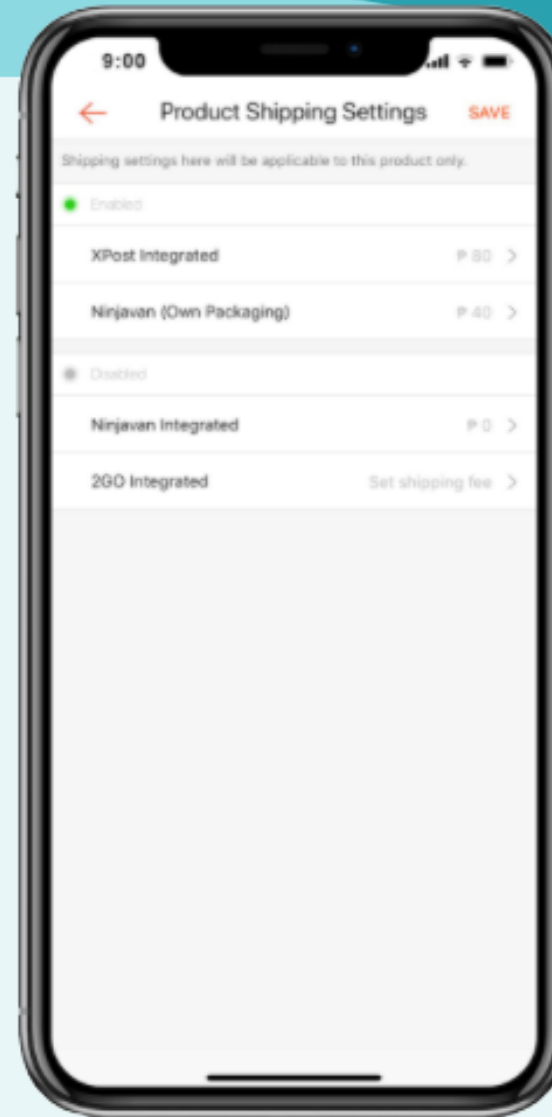 9:00
Product Shipping Settings SAVE
Shipping settings here will be applicable to this product only.
Enabled
XPost Integrated ₱ 80
Ninjavan (Own Packaging) ₱ 40
Disabled
Ninjavan Integrated ₱ 0
2GO Integrated Set shipping fee